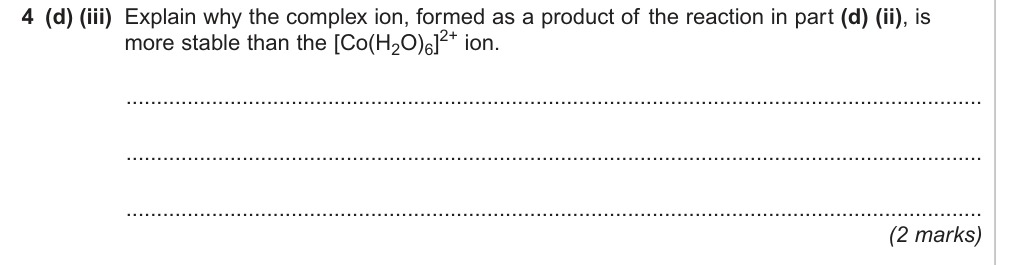 4 (d) (iii) Explain why the complex ion, formed as a product of the reaction in part (d) (ii), is
more stable than the [Co(H₂O)₆]²⁺ ion.
(2 marks)